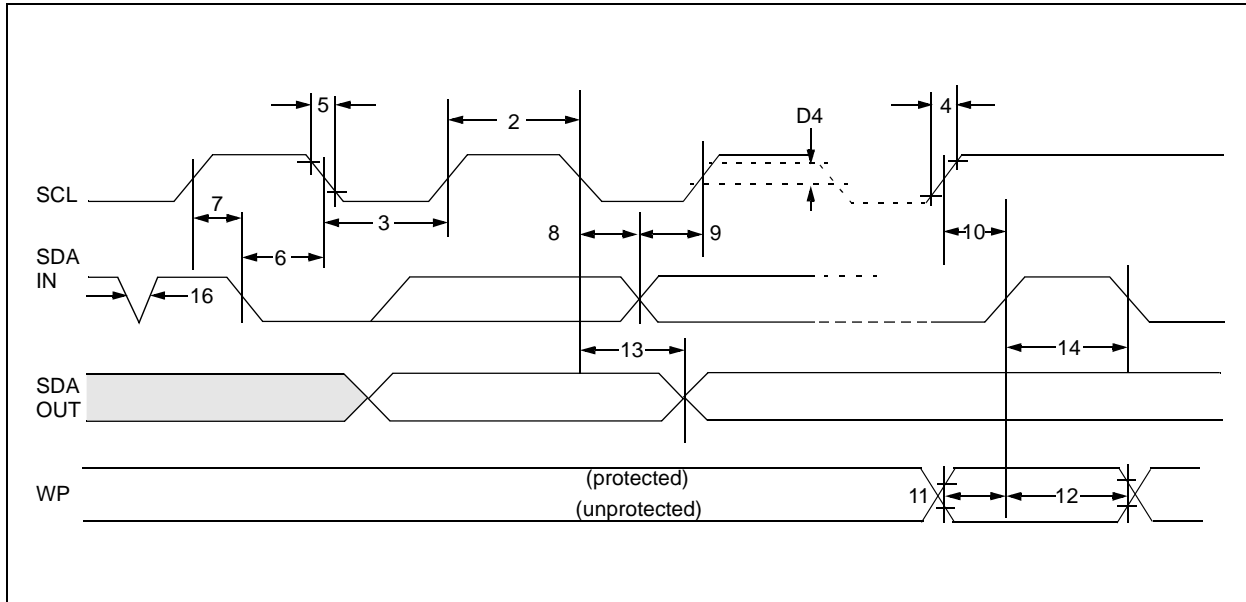 5
2
D4
4
SCL
7
3
8
9
10
SDA
IN
6
16
13
14
SDA
OUT
WP
(protected)
(unprotected)
11
12